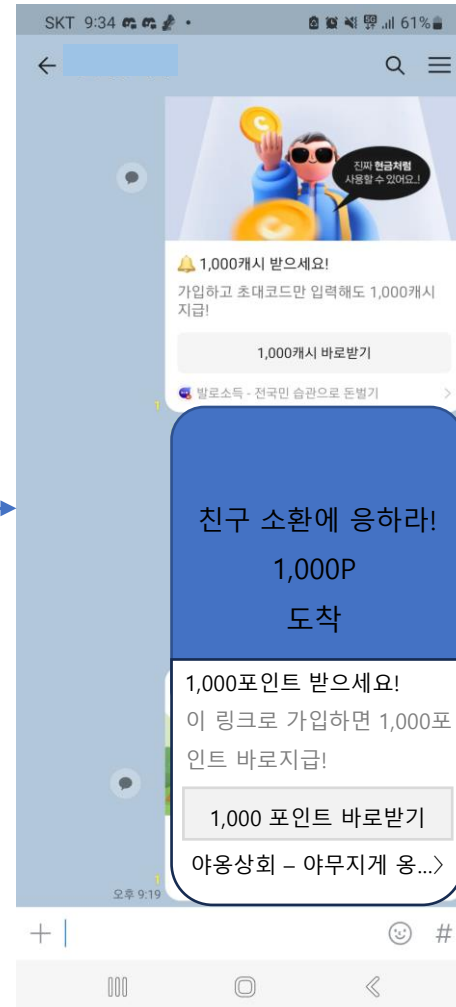 SKT 9:34
61%
진짜 현금처럼
사용할 수 있어요..!
🔔 1,000캐시 받으세요!
가입하고 초대코드만 입력해도 1,000캐시
지급!
1,000캐시 바로받기
발로소득 - 전국민 습관으로 돈벌기 >
1
친구 소환에 응하라!
1,000P
도착
1,000포인트 받으세요!
이 링크로 가입하면 1,000포
인트 바로지급!
1,000 포인트 바로받기
야옹상회 – 야무지게 옹...〉
1
오후 9:19
#